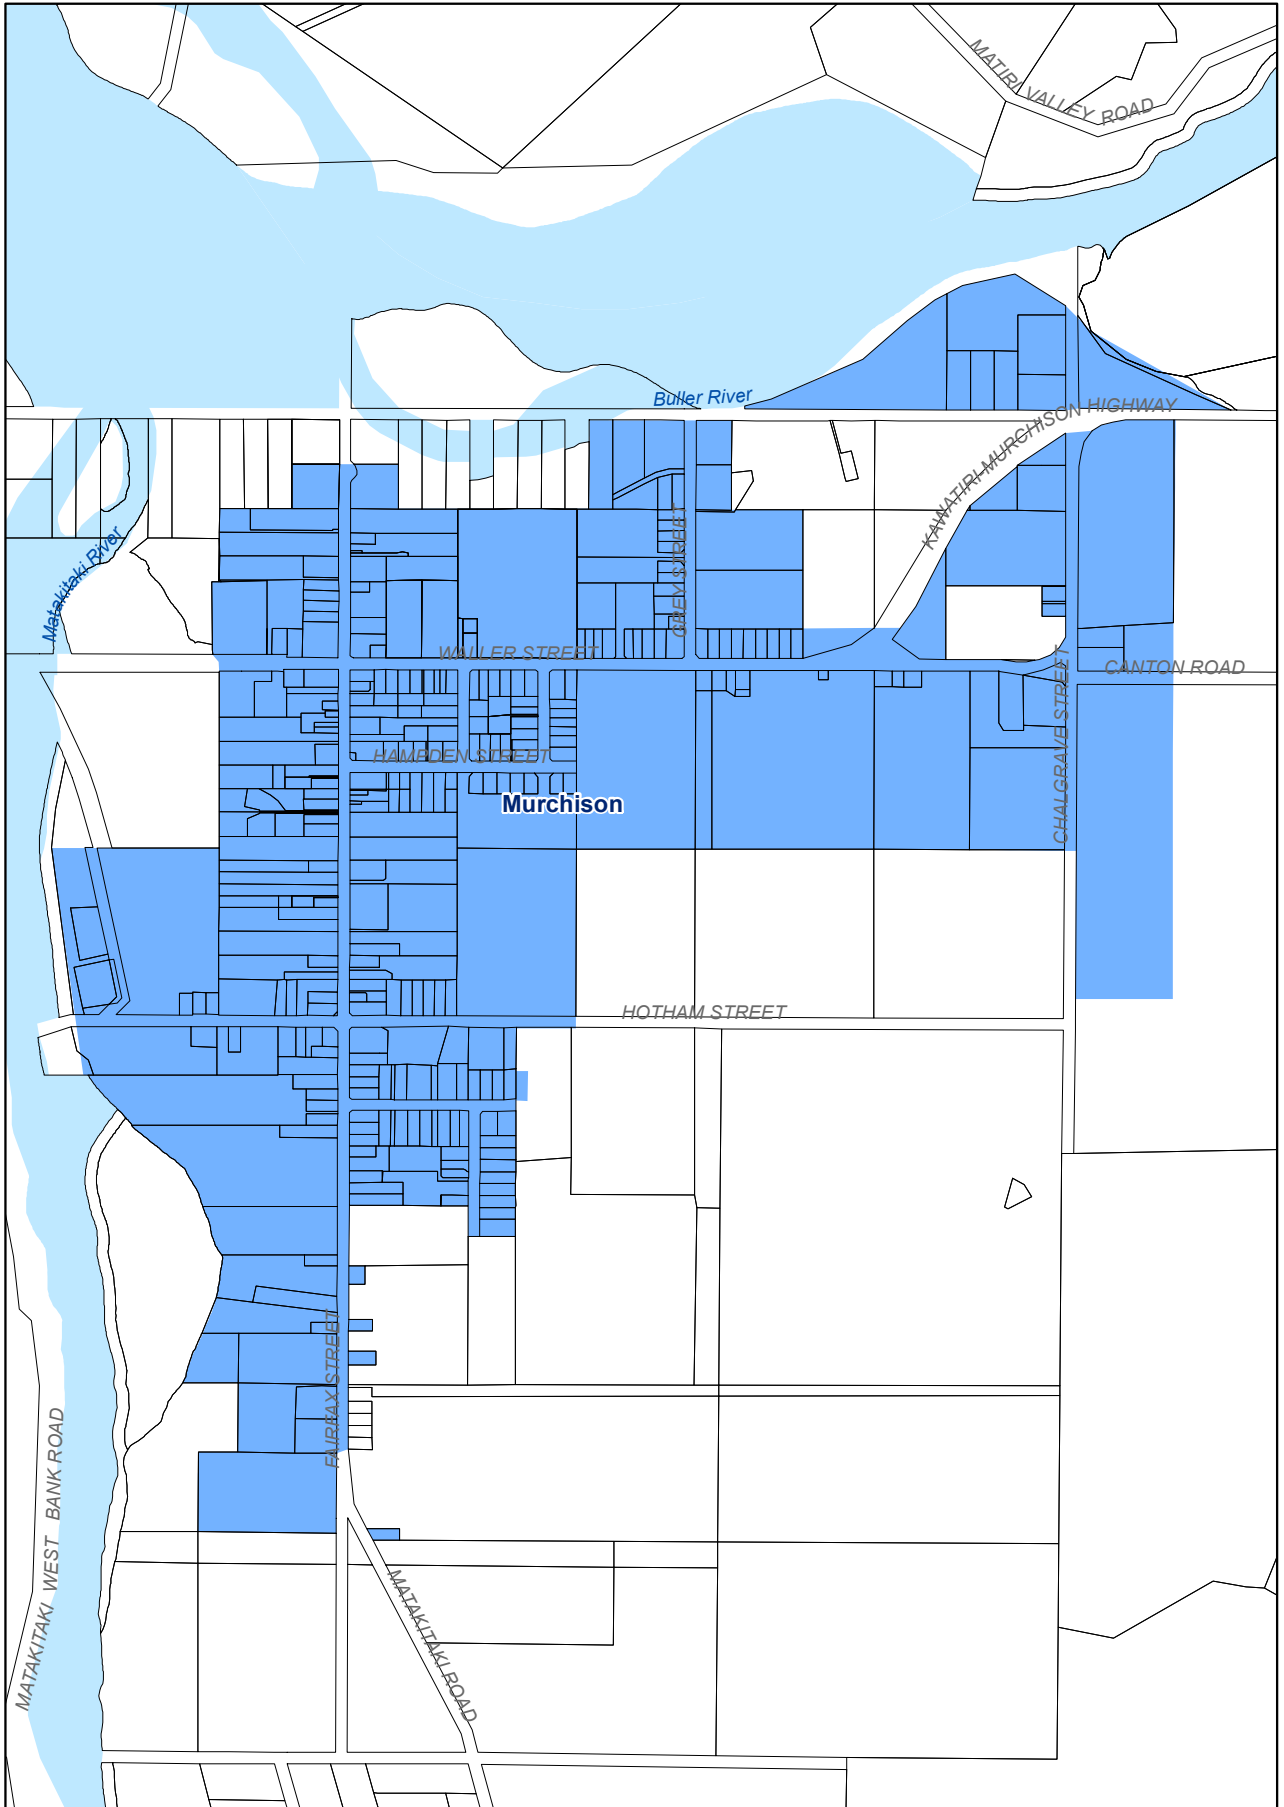 MATIRI VALLEY ROAD
Buller River
KAWATIRI-MURCHISON HIGHWAY
Matakitaki River
GREY STREET
WALLER STREET
CANTON ROAD
HAMPDEN STREET
CHALGRAVE STREET
Murchison
HOTHAM STREET
FAIRFAX STREET
MATAKITAKI WEST BANK ROAD
MATAKITAKI ROAD